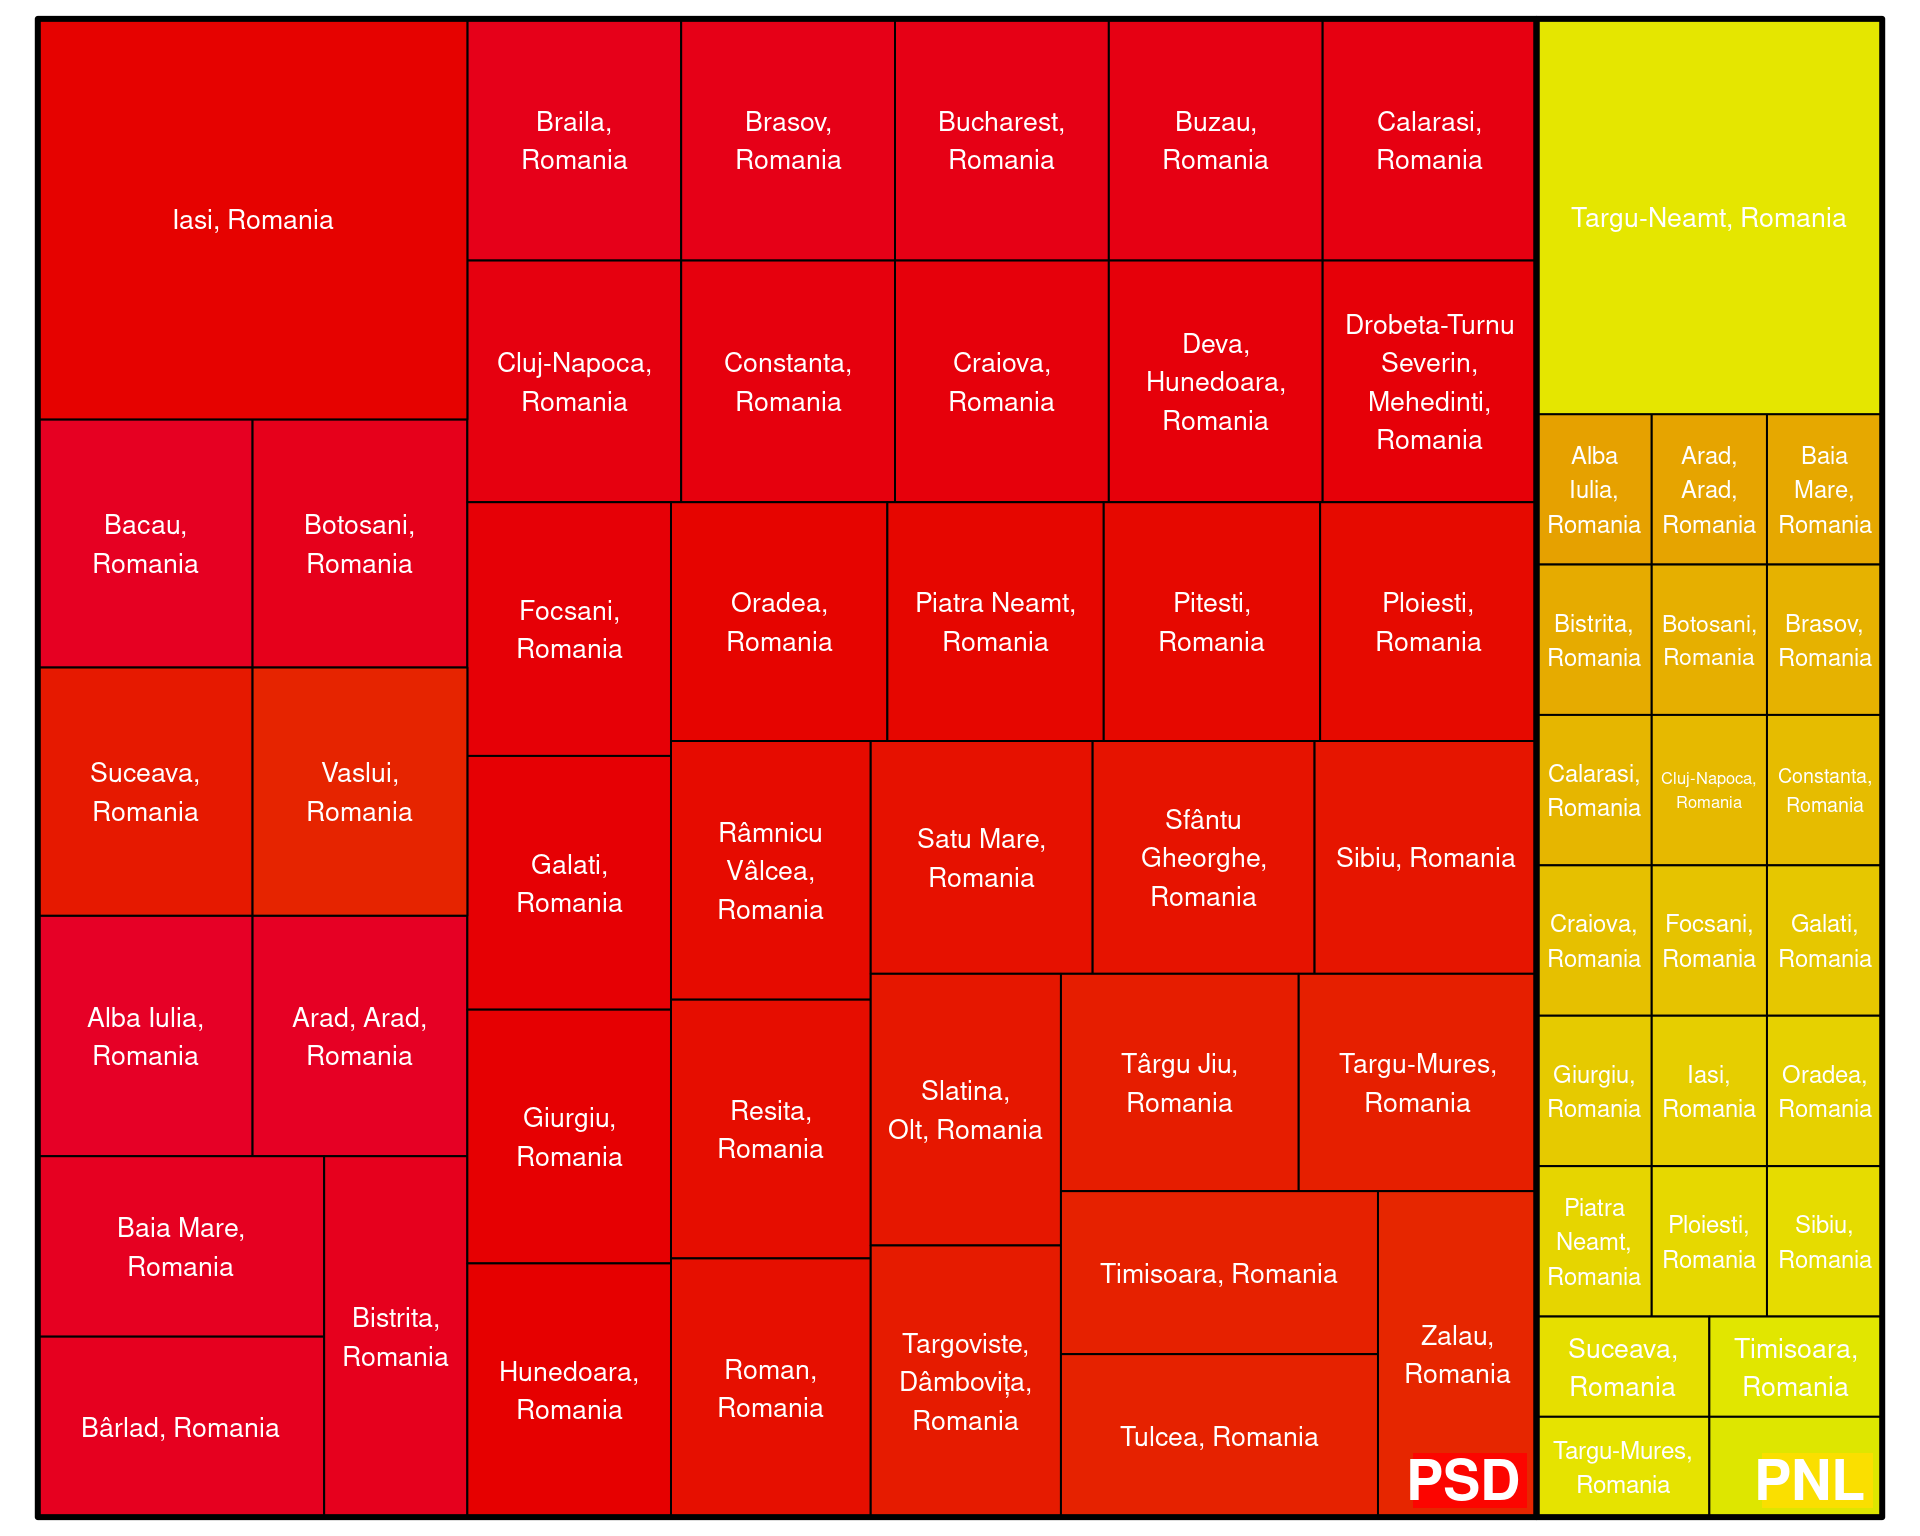 Iasi, Romania
Bacau,
Romania
Botosani,
Romania
Suceava,
Romania
Vaslui,
Romania
Alba Iulia,
Romania
Arad, Arad,
Romania
Baia Mare,
Romania
Bârlad, Romania
Bistrita,
Romania
Braila,
Romania
Brasov,
Romania
Bucharest,
Romania
Buzau,
Romania
Calarasi,
Romania
Cluj-Napoca,
Romania
Constanta,
Romania
Craiova,
Romania
Deva,
Hunedoara,
Romania
Drobeta-Turnu
Severin,
Mehedinti,
Romania
Focsani,
Romania
Galati,
Romania
Giurgiu,
Romania
Hunedoara,
Romania
Oradea,
Romania
Piatra Neamt,
Romania
Pitesti,
Romania
Ploiesti,
Romania
Râmnicu
Vâlcea,
Romania
Resita,
Romania
Roman,
Romania
Satu Mare,
Romania
Sfântu
Gheorghe,
Romania
Sibiu, Romania
Slatina,
Olt, Romania
Targoviste,
Dâmbovița,
Romania
Târgu Jiu,
Romania
Targu-Mures,
Romania
Timisoara, Romania
Tulcea, Romania
Zalau,
Romania
PSD
Targu-Neamt, Romania
Alba
Iulia,
Romania
Arad,
Arad,
Romania
Baia
Mare,
Romania
Bistrita,
Romania
Botosani,
Romania
Brasov,
Romania
Calarasi,
Romania
Cluj-Napoca,
Romania
Constanta,
Romania
Craiova,
Romania
Focsani,
Romania
Galati,
Romania
Giurgiu,
Romania
Iasi,
Romania
Oradea,
Romania
Piatra
Neamt,
Romania
Ploiesti,
Romania
Sibiu,
Romania
Suceava,
Romania
Timisoara,
Romania
Targu-Mures,
Romania
PNL